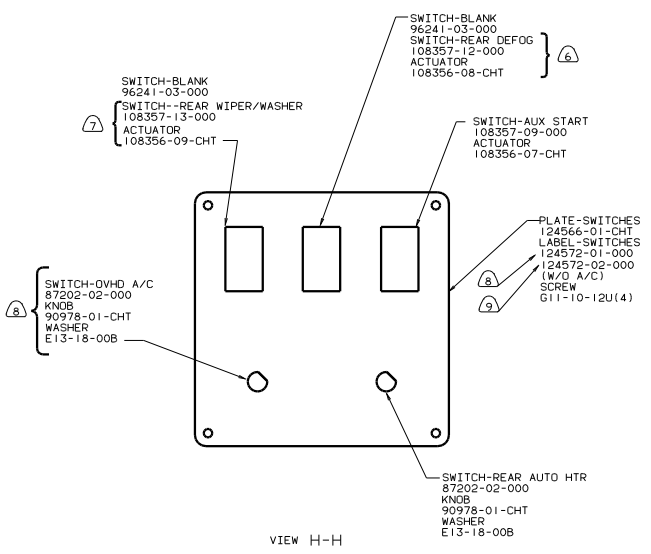 SWITCH-BLANK
96241-03-000
SWITCH-REAR DEFOG
108357-12-000
ACTUATOR
108356-08-CHT
6
SWITCH-BLANK
96241-03-000
SWITCH--REAR WIPER/WASHER
108357-13-000
ACTUATOR
108356-09-CHT
7
SWITCH-AUX START
108357-09-000
ACTUATOR
108356-07-CHT
PLATE-SWITCHES
124566-01-CHT
LABEL-SWITCHES
124572-01-000
124572-02-000
(W/O A/C)
SCREW
G11-10-12U(4)
8
9
8
SWITCH-OVHD A/C
87202-02-000
KNOB
90978-01-CHT
WASHER
E13-18-00B
SWITCH-REAR AUTO HTR
87202-02-000
KNOB
90978-01-CHT
WASHER
E13-18-00B
VIEW H-H